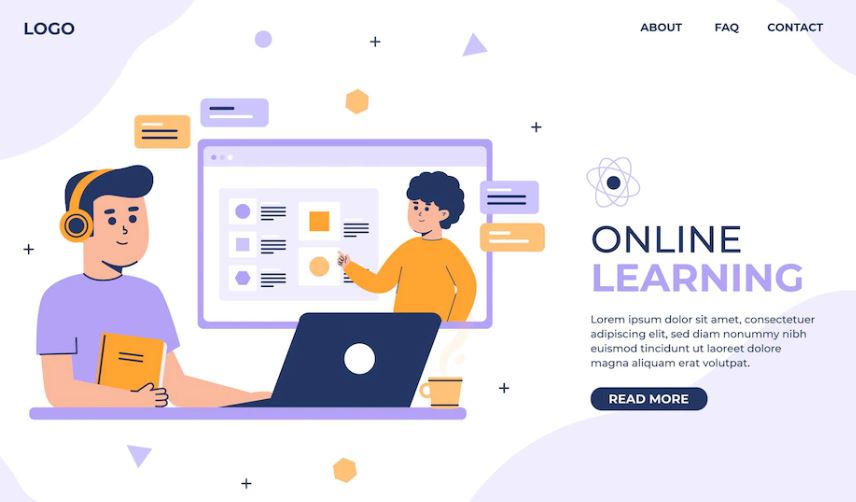 LOGO
ABOUT FAQ CONTACT
ONLINE
LEARNING
Lorem ipsum dolor sit amet, consectetuer
adipiscing elit, sed diam nonummy nibh
euismod tincidunt ut laoreet dolore
magna aliquam erat volutpat.
READ MORE